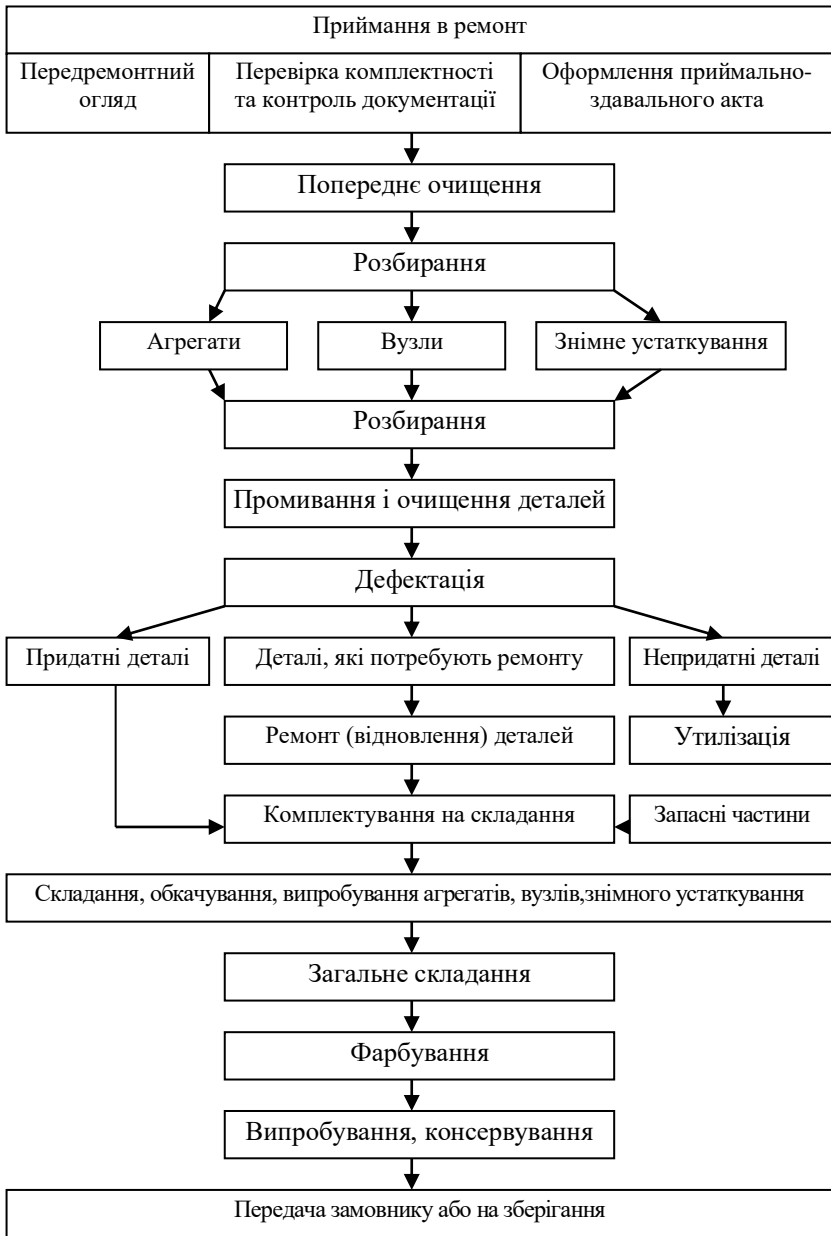 Приймання в ремонт
Передремонтний
огляд
Перевірка комплектності
та контроль документації
Оформлення приймально-
здавального акта
Попереднє очищення
Розбирання
Агрегати
Вузли
Знімне устаткування
Розбирання
Промивання і очищення деталей
Дефектація
Придатні деталі
Деталі, які потребують ремонту
Непридатні деталі
Ремонт (відновлення) деталей
Утилізація
Комплектування на складання
Запасні частини
Складання, обкачування, випробування агрегатів, вузлів,знімного устаткування
Загальне складання
Фарбування
Випробування, консервування
Передача замовнику або на зберігання